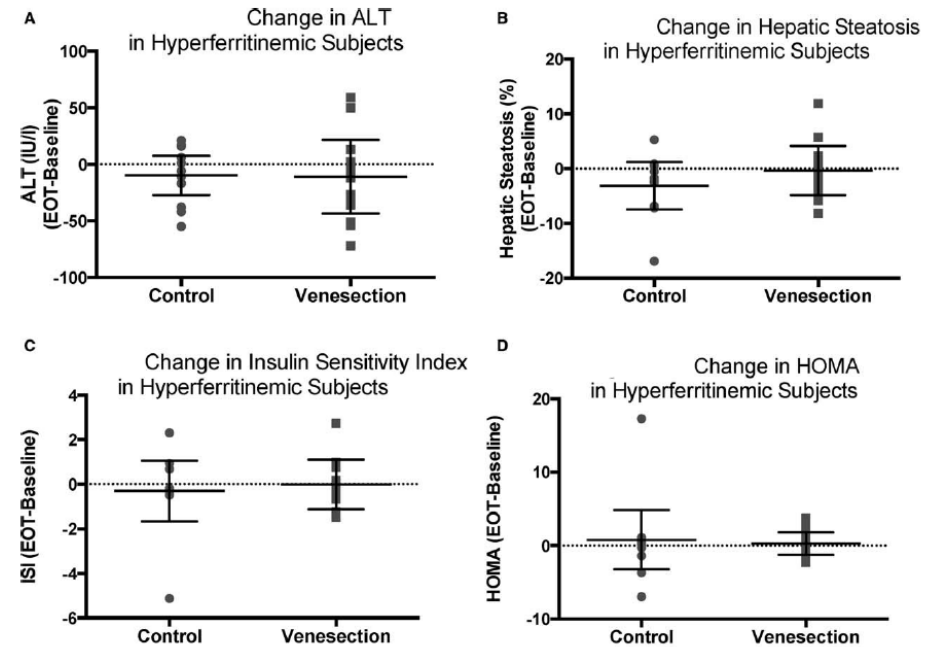 A
Change in ALT
in Hyperferritinemic Subjects
100
50
0
-50
-100
ALT (IU/l)
(EOT-Baseline)
Control
Venesection
B
Change in Hepatic Steatosis
in Hyperferritinemic Subjects
20
10
0
-10
-20
Hepatic Steatosis (%)
(EOT-Baseline)
Control
Venesection
C
Change in Insulin Sensitivity Index
in Hyperferritinemic Subjects
4
2
0
-2
-4
-6
ISI (EOT-Baseline)
Control
Venesection
D
Change in HOMA
in Hyperferritinemic Subjects
20
10
0
-10
HOMA (EOT-Baseline)
Control
Venesection